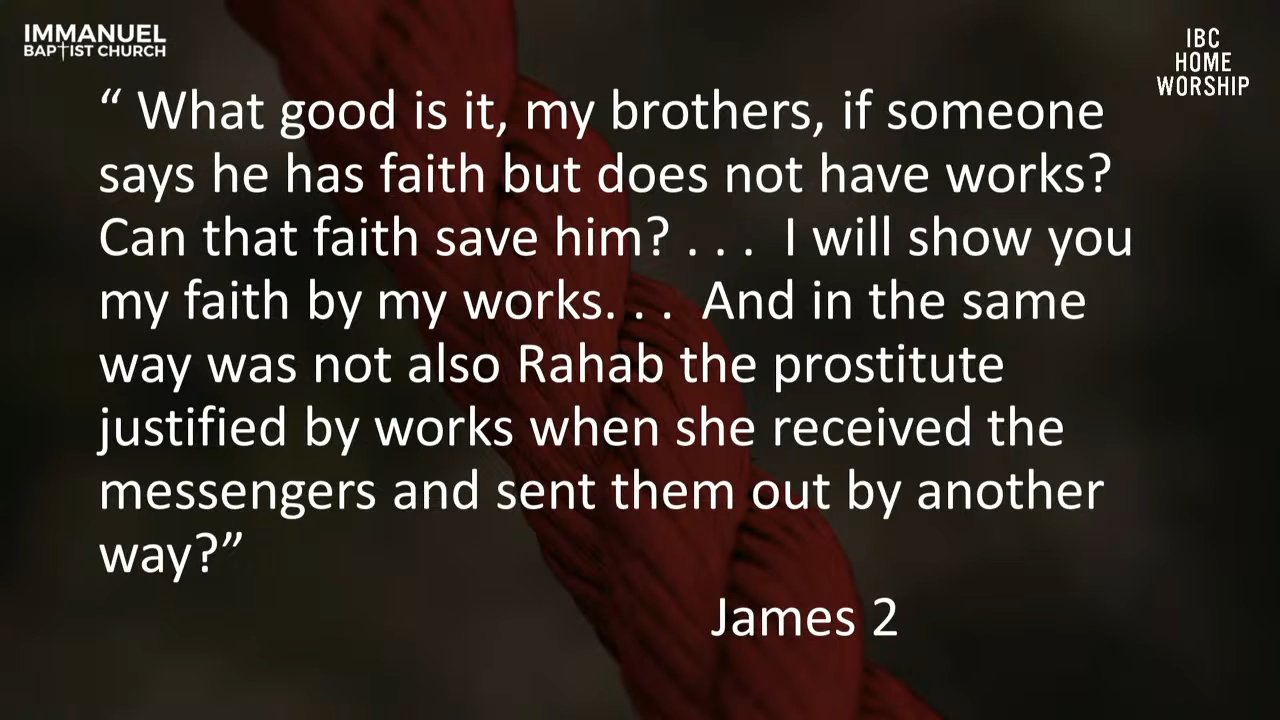 IMMANUEL
BAPTIST CHURCH
IBC
HOME
WORSHIP
“ What good is it, my brothers, if someone
says he has faith but does not have works?
Can that faith save him? . . .  I will show you
my faith by my works. . .  And in the same
way was not also Rahab the prostitute
justified by works when she received the
messengers and sent them out by another
way?”
James 2